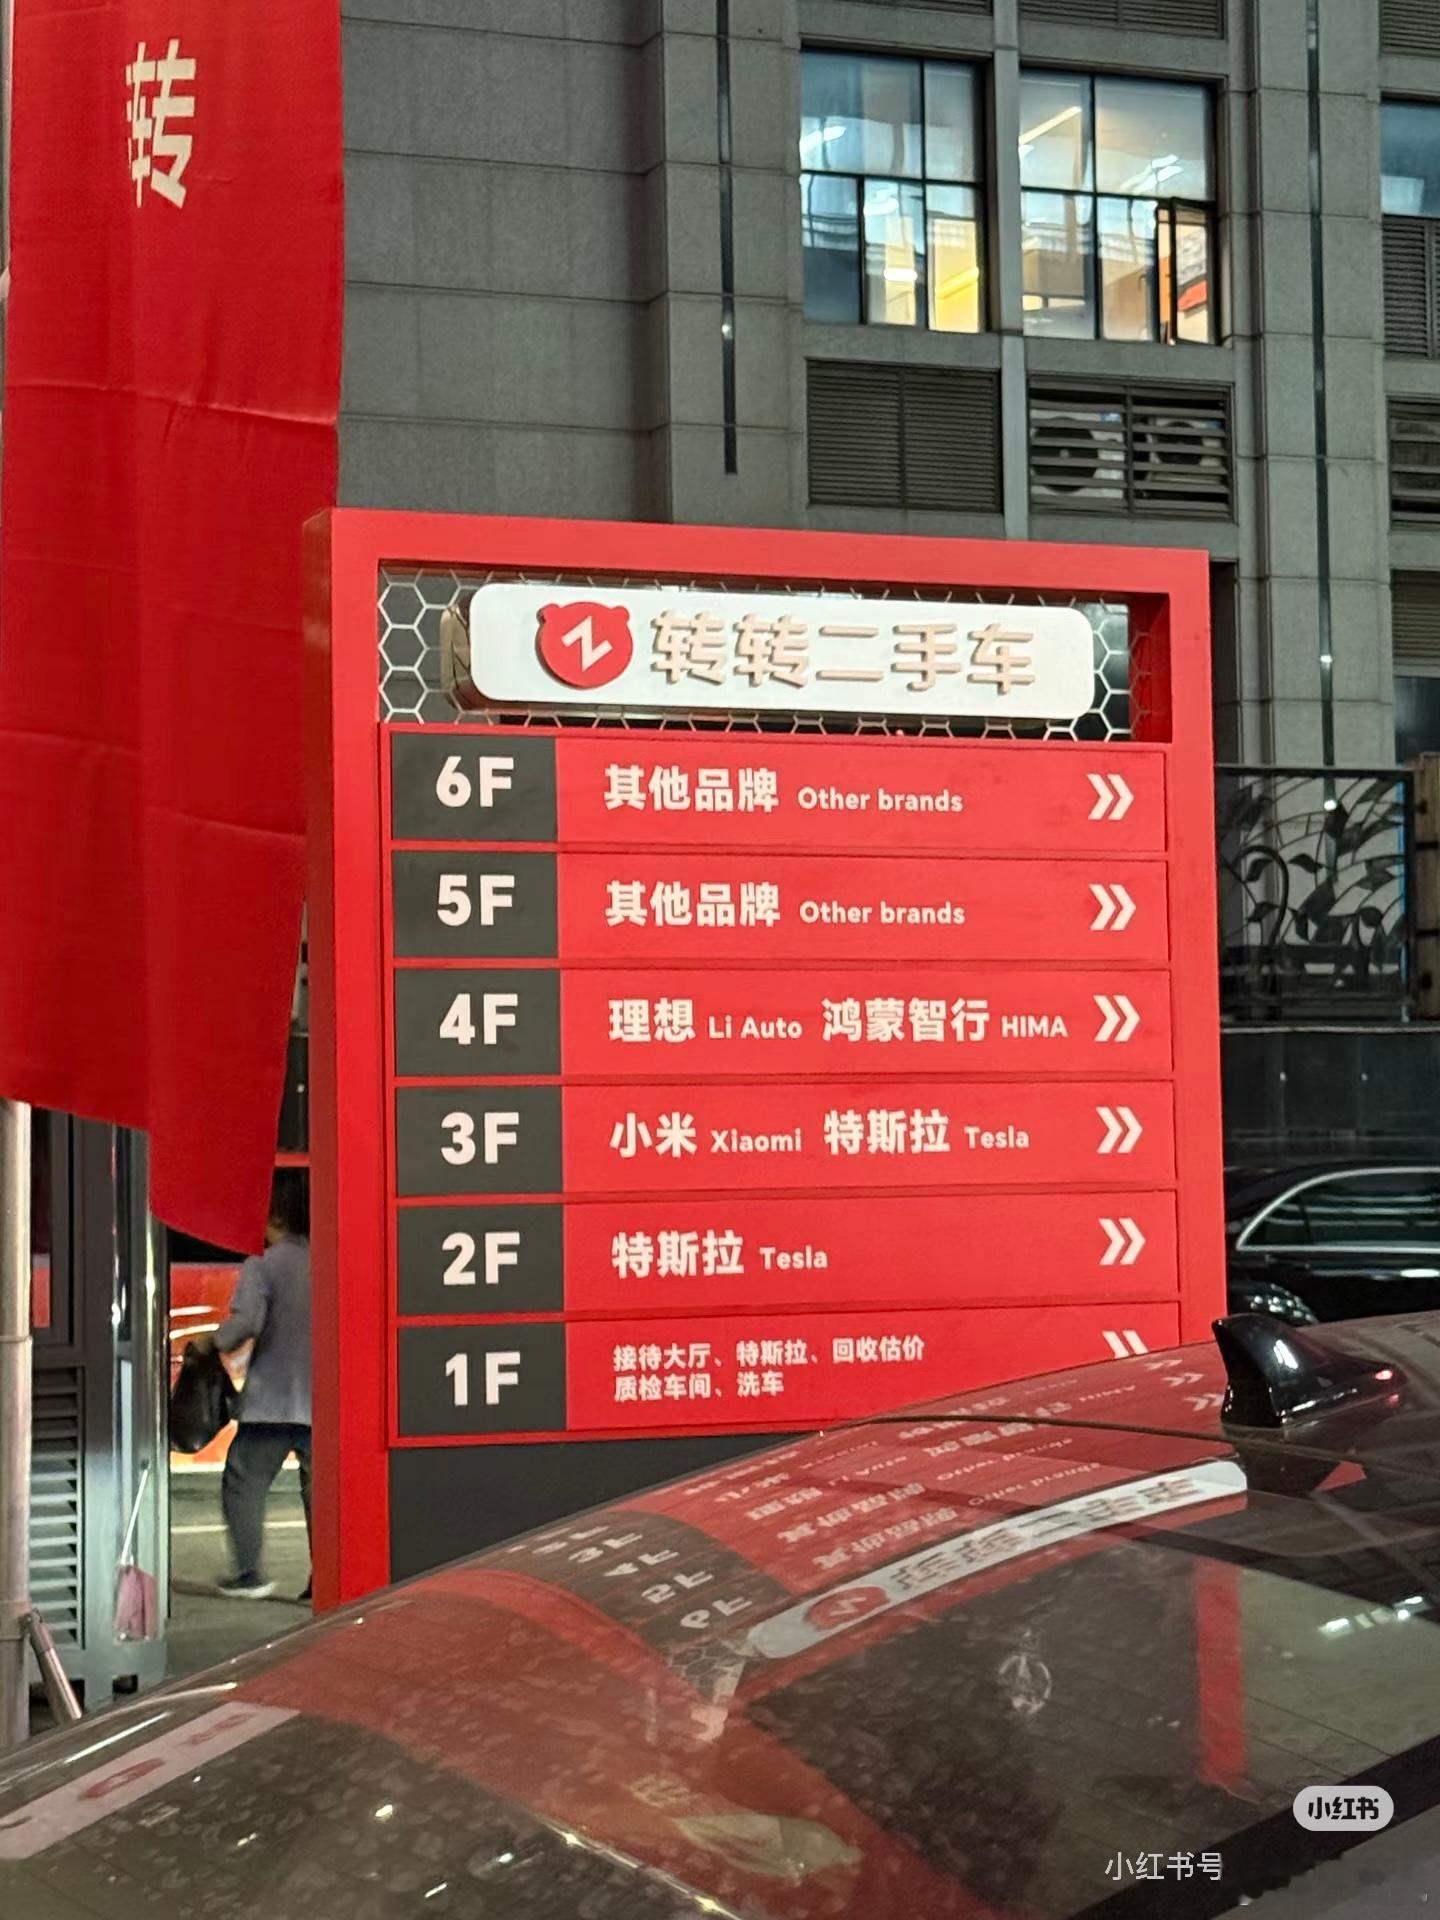 转
Z 转转二手车
6F 其他品牌 Other brands
5F 其他品牌 Other brands
4F 理想 Li Auto 鸿蒙智行 HIMA
3F 小米 Xiaomi 特斯拉 Tesla
2F 特斯拉 Tesla
1F 接待大厅、特斯拉、回收估价
质检车间、洗车
小红书
小红书号